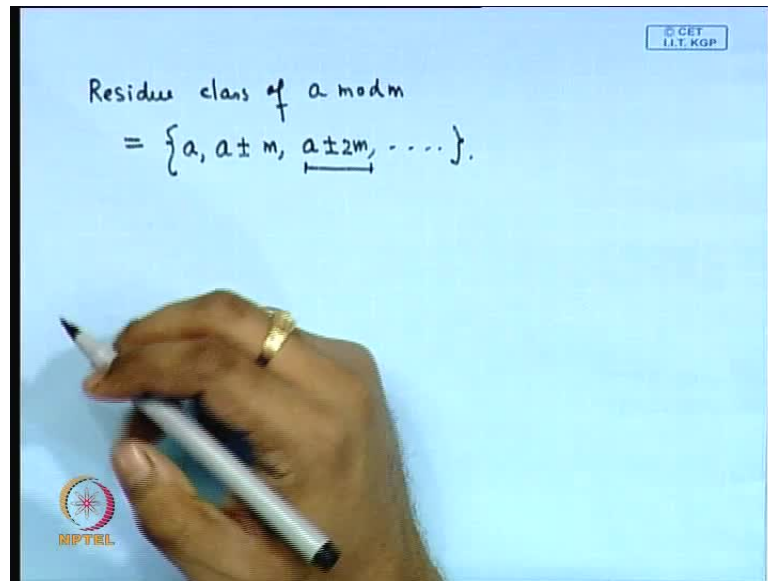 © CET
I.I.T. KGP
Residue class of a mod m
= {a, a ± m, a ± 2m, ....}.
NPTEL